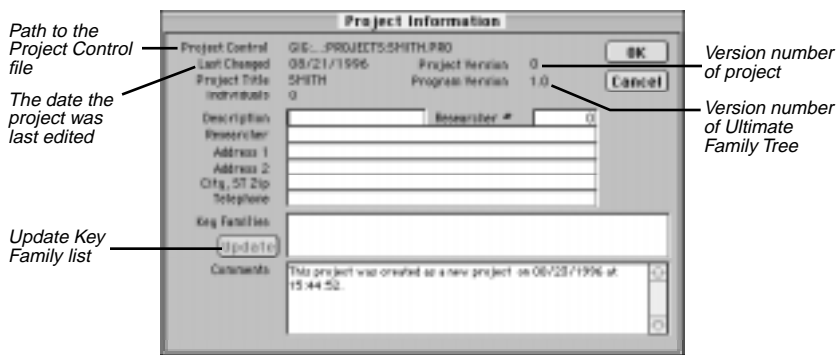 Project Information
Path to the
Project Control
file
The date the
project was
last edited
Update Key
Family list
Project Control GIG:...:PROJECTS:SMITH.PRO
Last Changed 08/21/1996 Project Version 0
Project Title SMITH Program Version 1.0
Individuals 0
OK
Cancel
Description Researcher # 0
Researcher
Address 1
Address 2
City, ST Zip
Telephone
Key Families
Update
Comments This project was created as a new project on 08/20/1996 at
15:44:52.
Version number
of project
Version number
of Ultimate
Family Tree